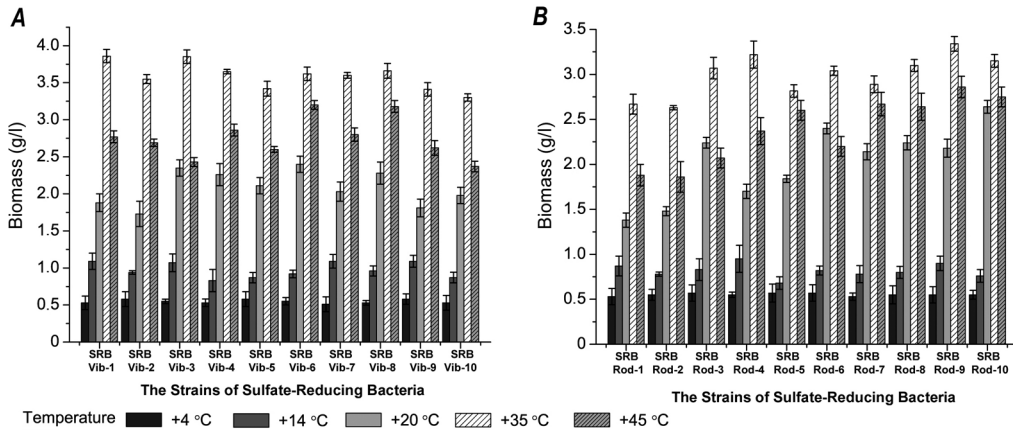 A
Biomass (g/l)
4.0
3.5
3.0
2.5
2.0
1.5
1.0
0.5
0.0
SRB SRB SRB SRB SRB SRB SRB SRB SRB SRB
Vib-1 Vib-2 Vib-3 Vib-4 Vib-5 Vib-6 Vib-7 Vib-8 Vib-9 Vib-10
The Strains of Sulfate-Reducing Bacteria
B
Biomass (g/l)
3.5
3.0
2.5
2.0
1.5
1.0
0.5
0.0
SRB SRB SRB SRB SRB SRB SRB SRB SRB SRB
Rod-1 Rod-2 Rod-3 Rod-4 Rod-5 Rod-6 Rod-7 Rod-8 Rod-9 Rod-10
The Strains of Sulfate-Reducing Bacteria
Temperature +4 °C +14 °C +20 °C +35 °C +45 °C